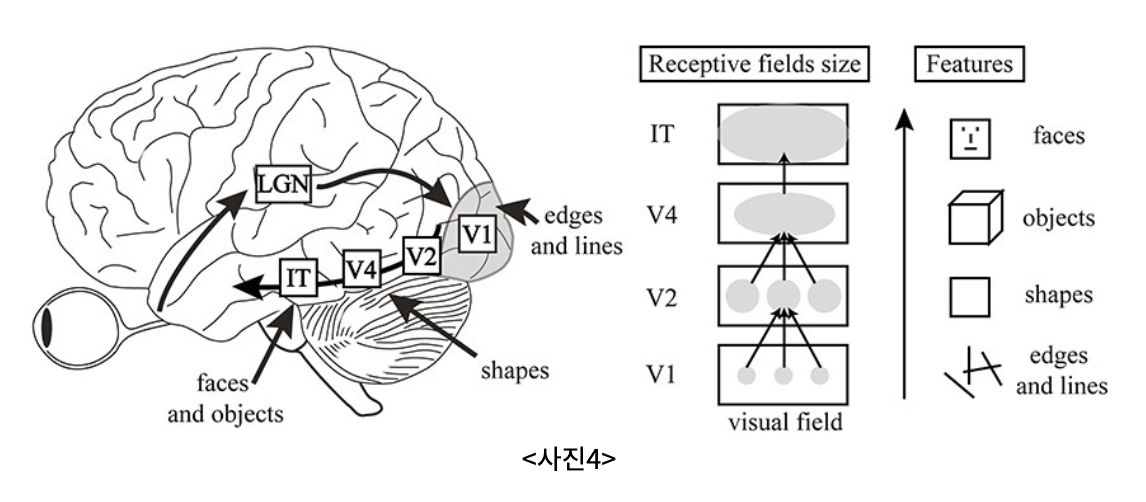 LGN
V1
V2
V4
IT
edges
and lines
shapes
faces
and objects
Receptive fields size
IT
V4
V2
V1
visual field
Features
faces
objects
shapes
edges
and lines
<사진4>